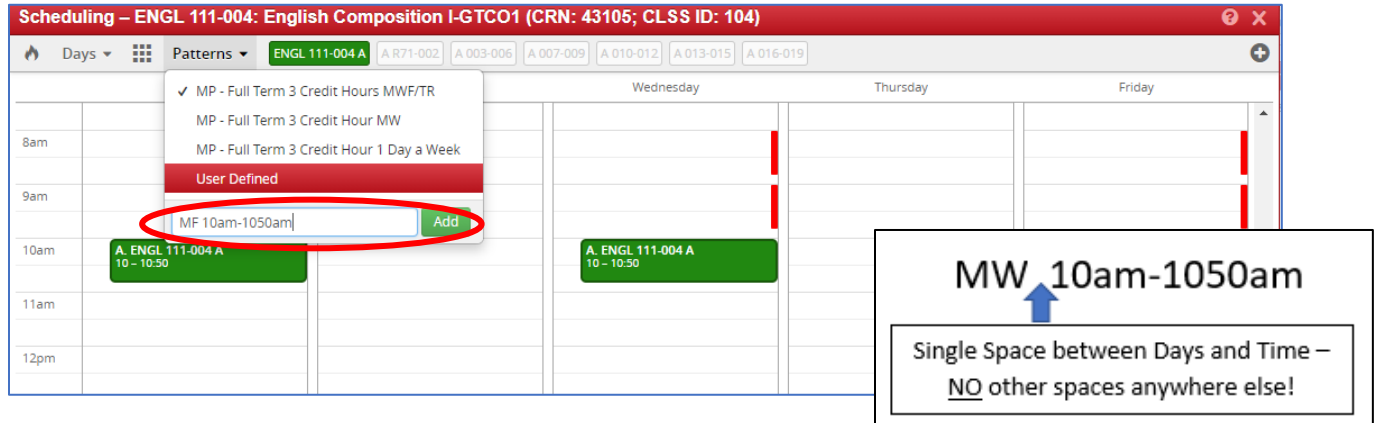 Scheduling – ENGL 111-004: English Composition I-GTCO1 (CRN: 43105; CLSS ID: 104)
Days Patterns ENGL 111-004 A A R71-002 A 003-006 A 007-009 A 010-012 A 013-015 A 016-019
Wednesday Thursday Friday
✓ MP - Full Term 3 Credit Hours MWF/TR
MP - Full Term 3 Credit Hour MW
MP - Full Term 3 Credit Hour 1 Day a Week
User Defined
MF 10am-1050am Add
8am
9am
10am
11am
12pm
A. ENGL 111-004 A
10 – 10:50
A. ENGL 111-004 A
10 – 10:50
MW 10am-1050am
Single Space between Days and Time –
NO other spaces anywhere else!